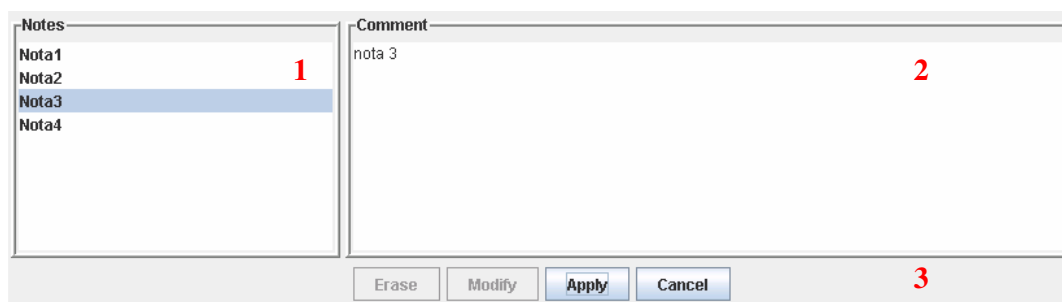 Notes
Nota1
Nota2
Nota3
Nota4
1
Comment
nota 3
2
Erase Modify Apply Cancel
3